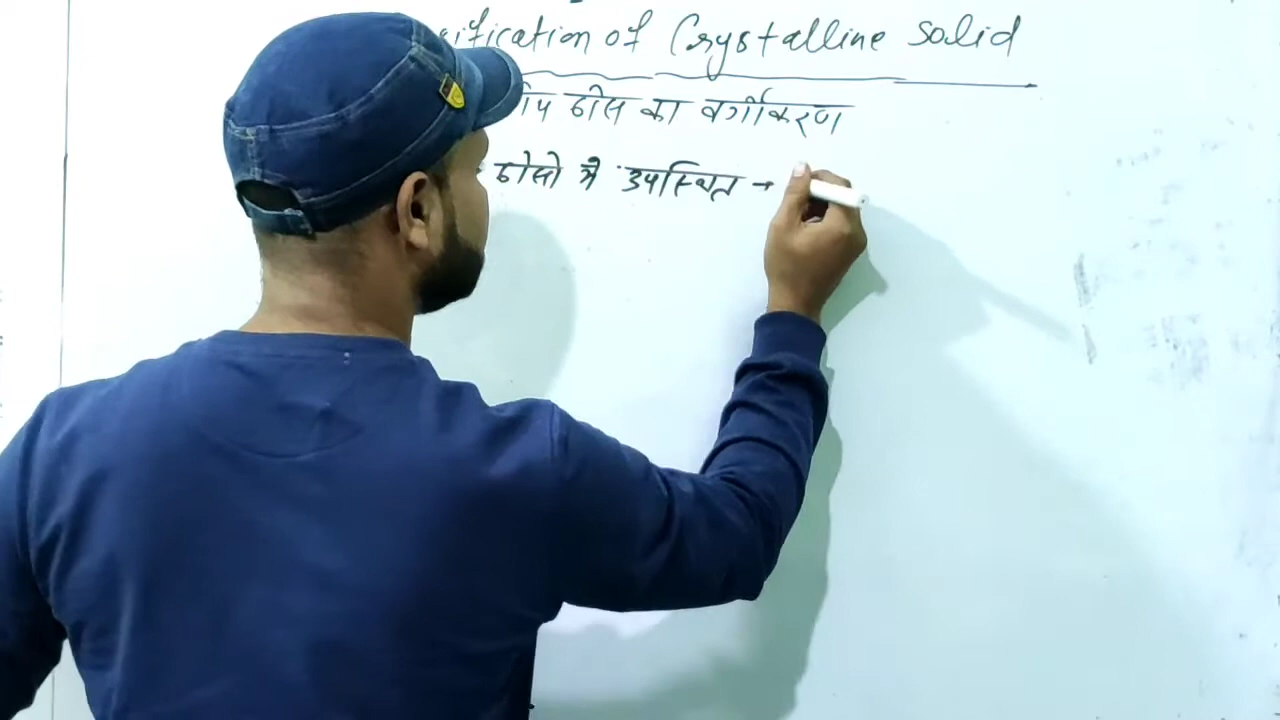 sification of Crystalline Solid
ीय ठोस का वर्गीकरण
ठोसो मे उपस्थित →